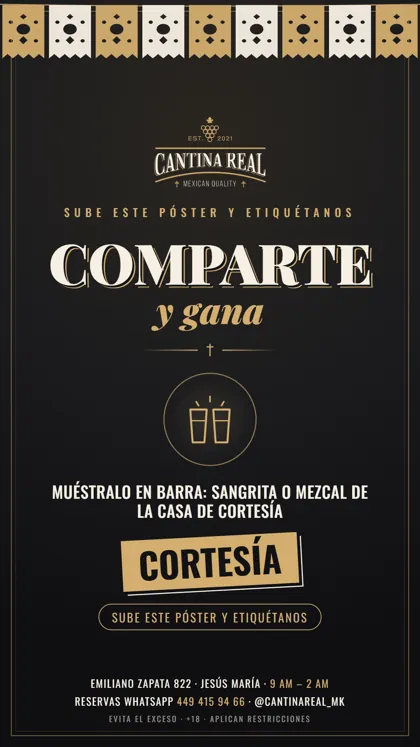 EST. 2021
CANTINA REAL
† MEXICAN QUALITY †
SUBE ESTE PÓSTER Y ETIQUÉTANOS
COMPARTE
y gana
MUÉSTRALO EN BARRA: SANGRITA O MEZCAL DE
LA CASA DE CORTESÍA
CORTESÍA
SUBE ESTE PÓSTER Y ETIQUÉTANOS
EMILIANO ZAPATA 822 · JESÚS MARÍA · 9 AM – 2 AM
RESERVAS WHATSAPP 449 415 94 66 · @CANTINAREAL_MK
EVITA EL EXCESO · +18 · APLICAN RESTRICCIONES